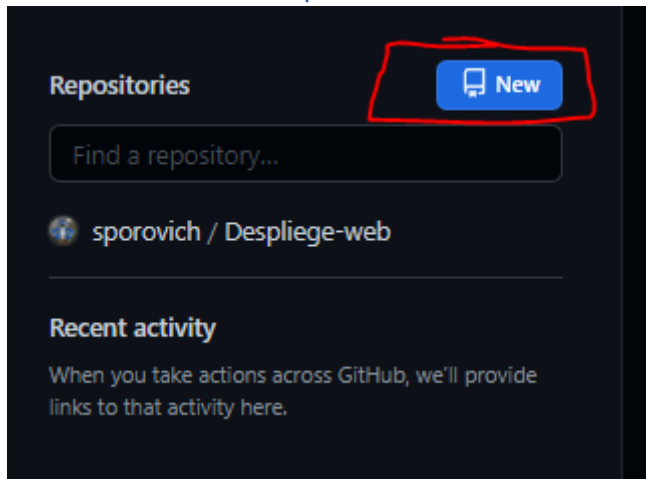 Repositories
New
Find a repository...
sporovich / Despliege-web
Recent activity
When you take actions across GitHub, we'll provide
links to that activity here.